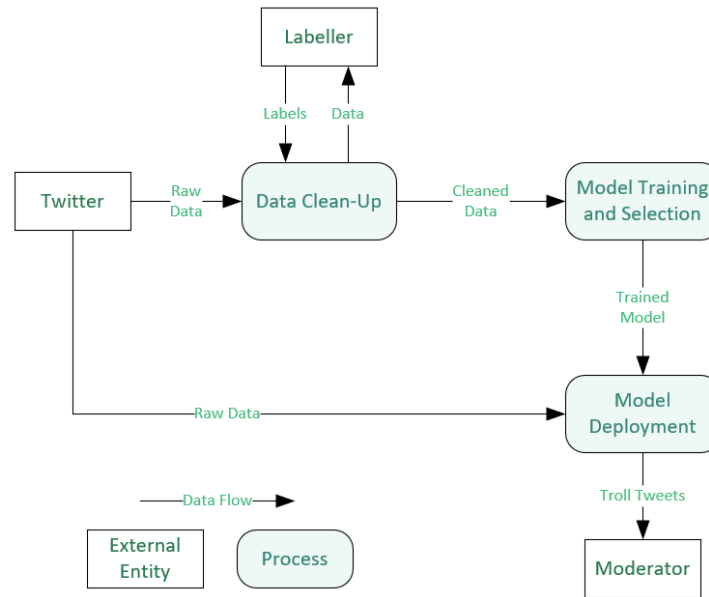 Labeller
Labels
Data
Twitter
Raw
Data
Data Clean-Up
Cleaned
Data
Model Training
and Selection
Trained
Model
Raw Data
Model
Deployment
Troll Tweets
Data Flow
External
Entity
Process
Moderator